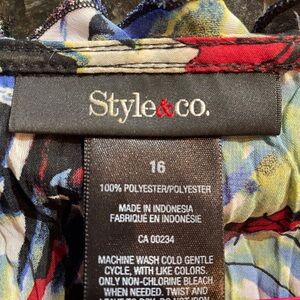 Style&co.
16
100% POLYESTER/POLYESTER
MADE IN INDONESIA
FABRIQUÉ EN INDONÉSIE
CA 00234
MACHINE WASH COLD GENTLE
CYCLE, WITH LIKE COLORS.
ONLY NON-CHLORINE BLEACH
WHEN NEEDED. TWIST AND